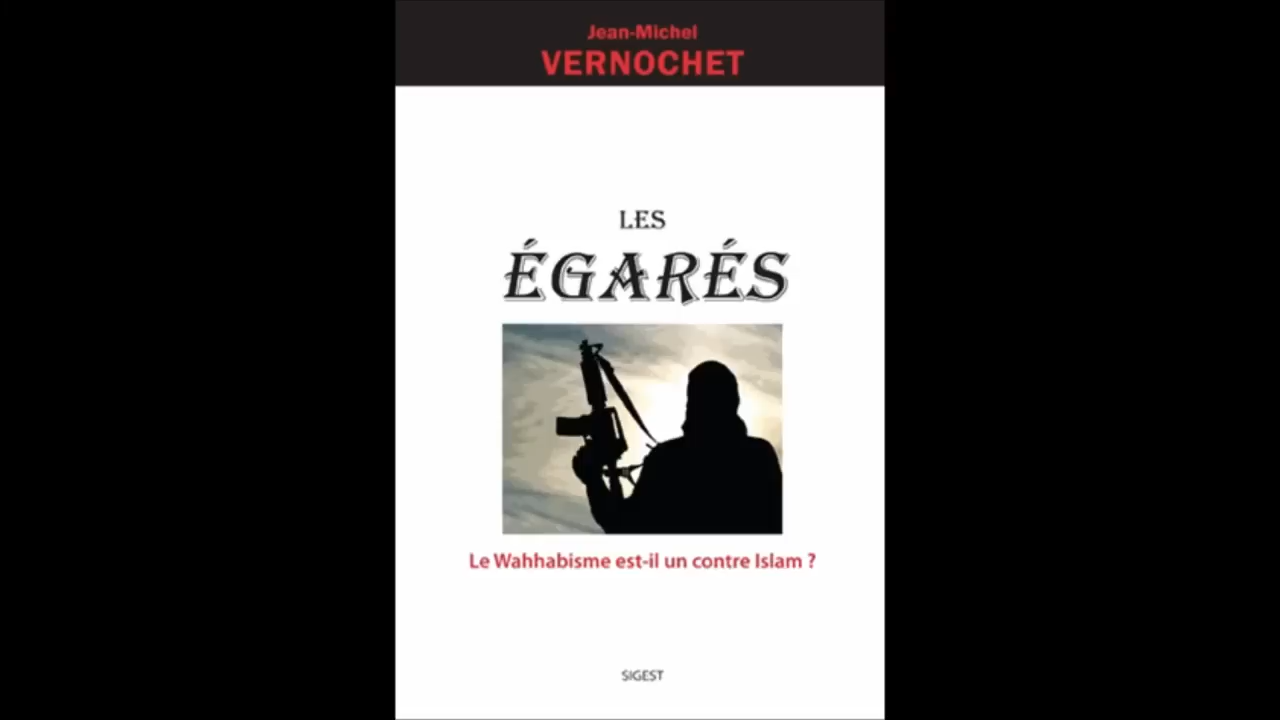 Jean-Michel
VERNOCHET
LES
ÉGARÉS
Le Wahhabisme est-il un contre Islam ?
SIGEST